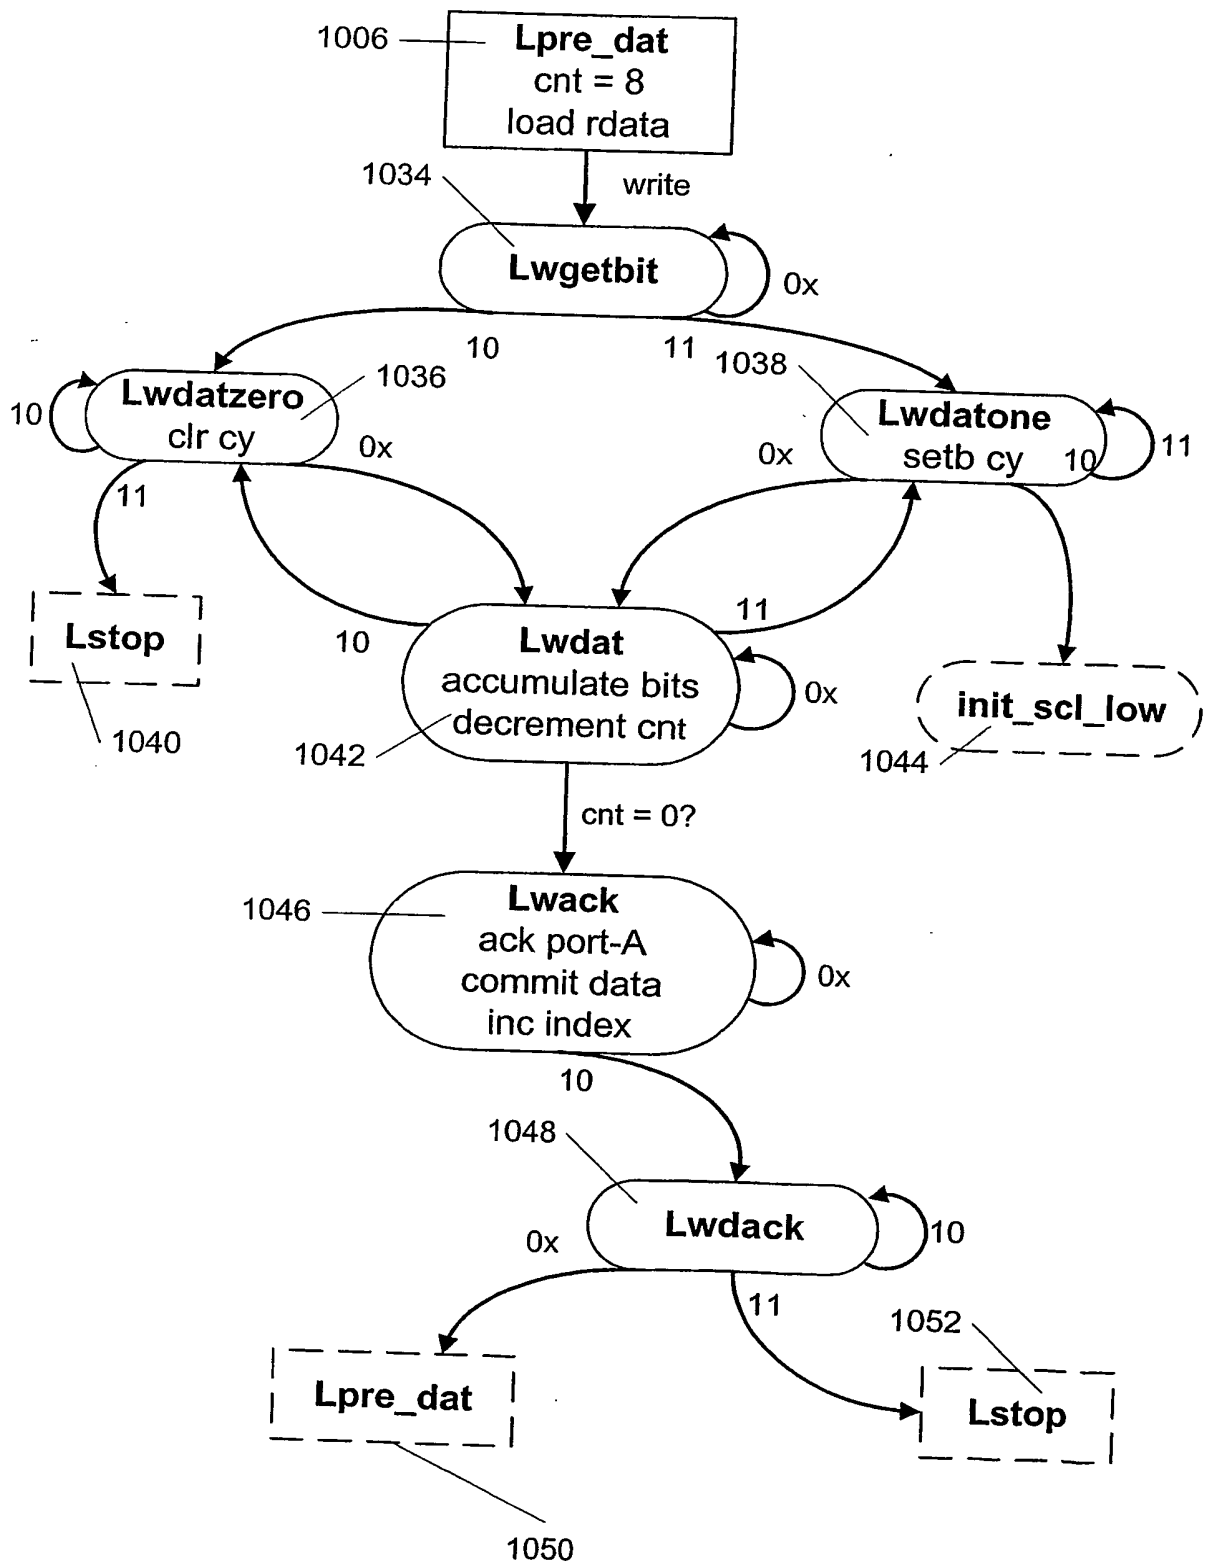 1006
Lpre_dat
cnt = 8
load rdata
1034
write
Lwgetbit
0x
10
11
1038
1036
Lwdatzero
clr cy
10
0x
11
Lwdatone
setb cy
10
11
0x
Lstop
1040
10
11
Lwdat
accumulate bits
decrement cnt
0x
1042
init_scl_low
1044
cnt = 0?
1046
Lwack
ack port-A
commit data
inc index
0x
10
1048
Lwdack
10
0x
11
1052
Lpre_dat
Lstop
1050